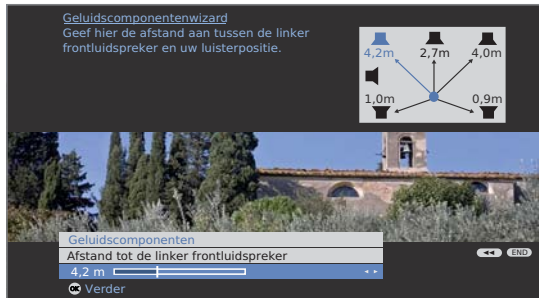 Geluidscomponentenwizard
Geef hier de afstand aan tussen de linker
frontluidspreker en uw luisterpositie.
4,2m 2,7m 4,0m
1,0m 0,9m
Geluidscomponenten
Afstand tot de linker frontluidspreker
4,2 m
END
OK Verder